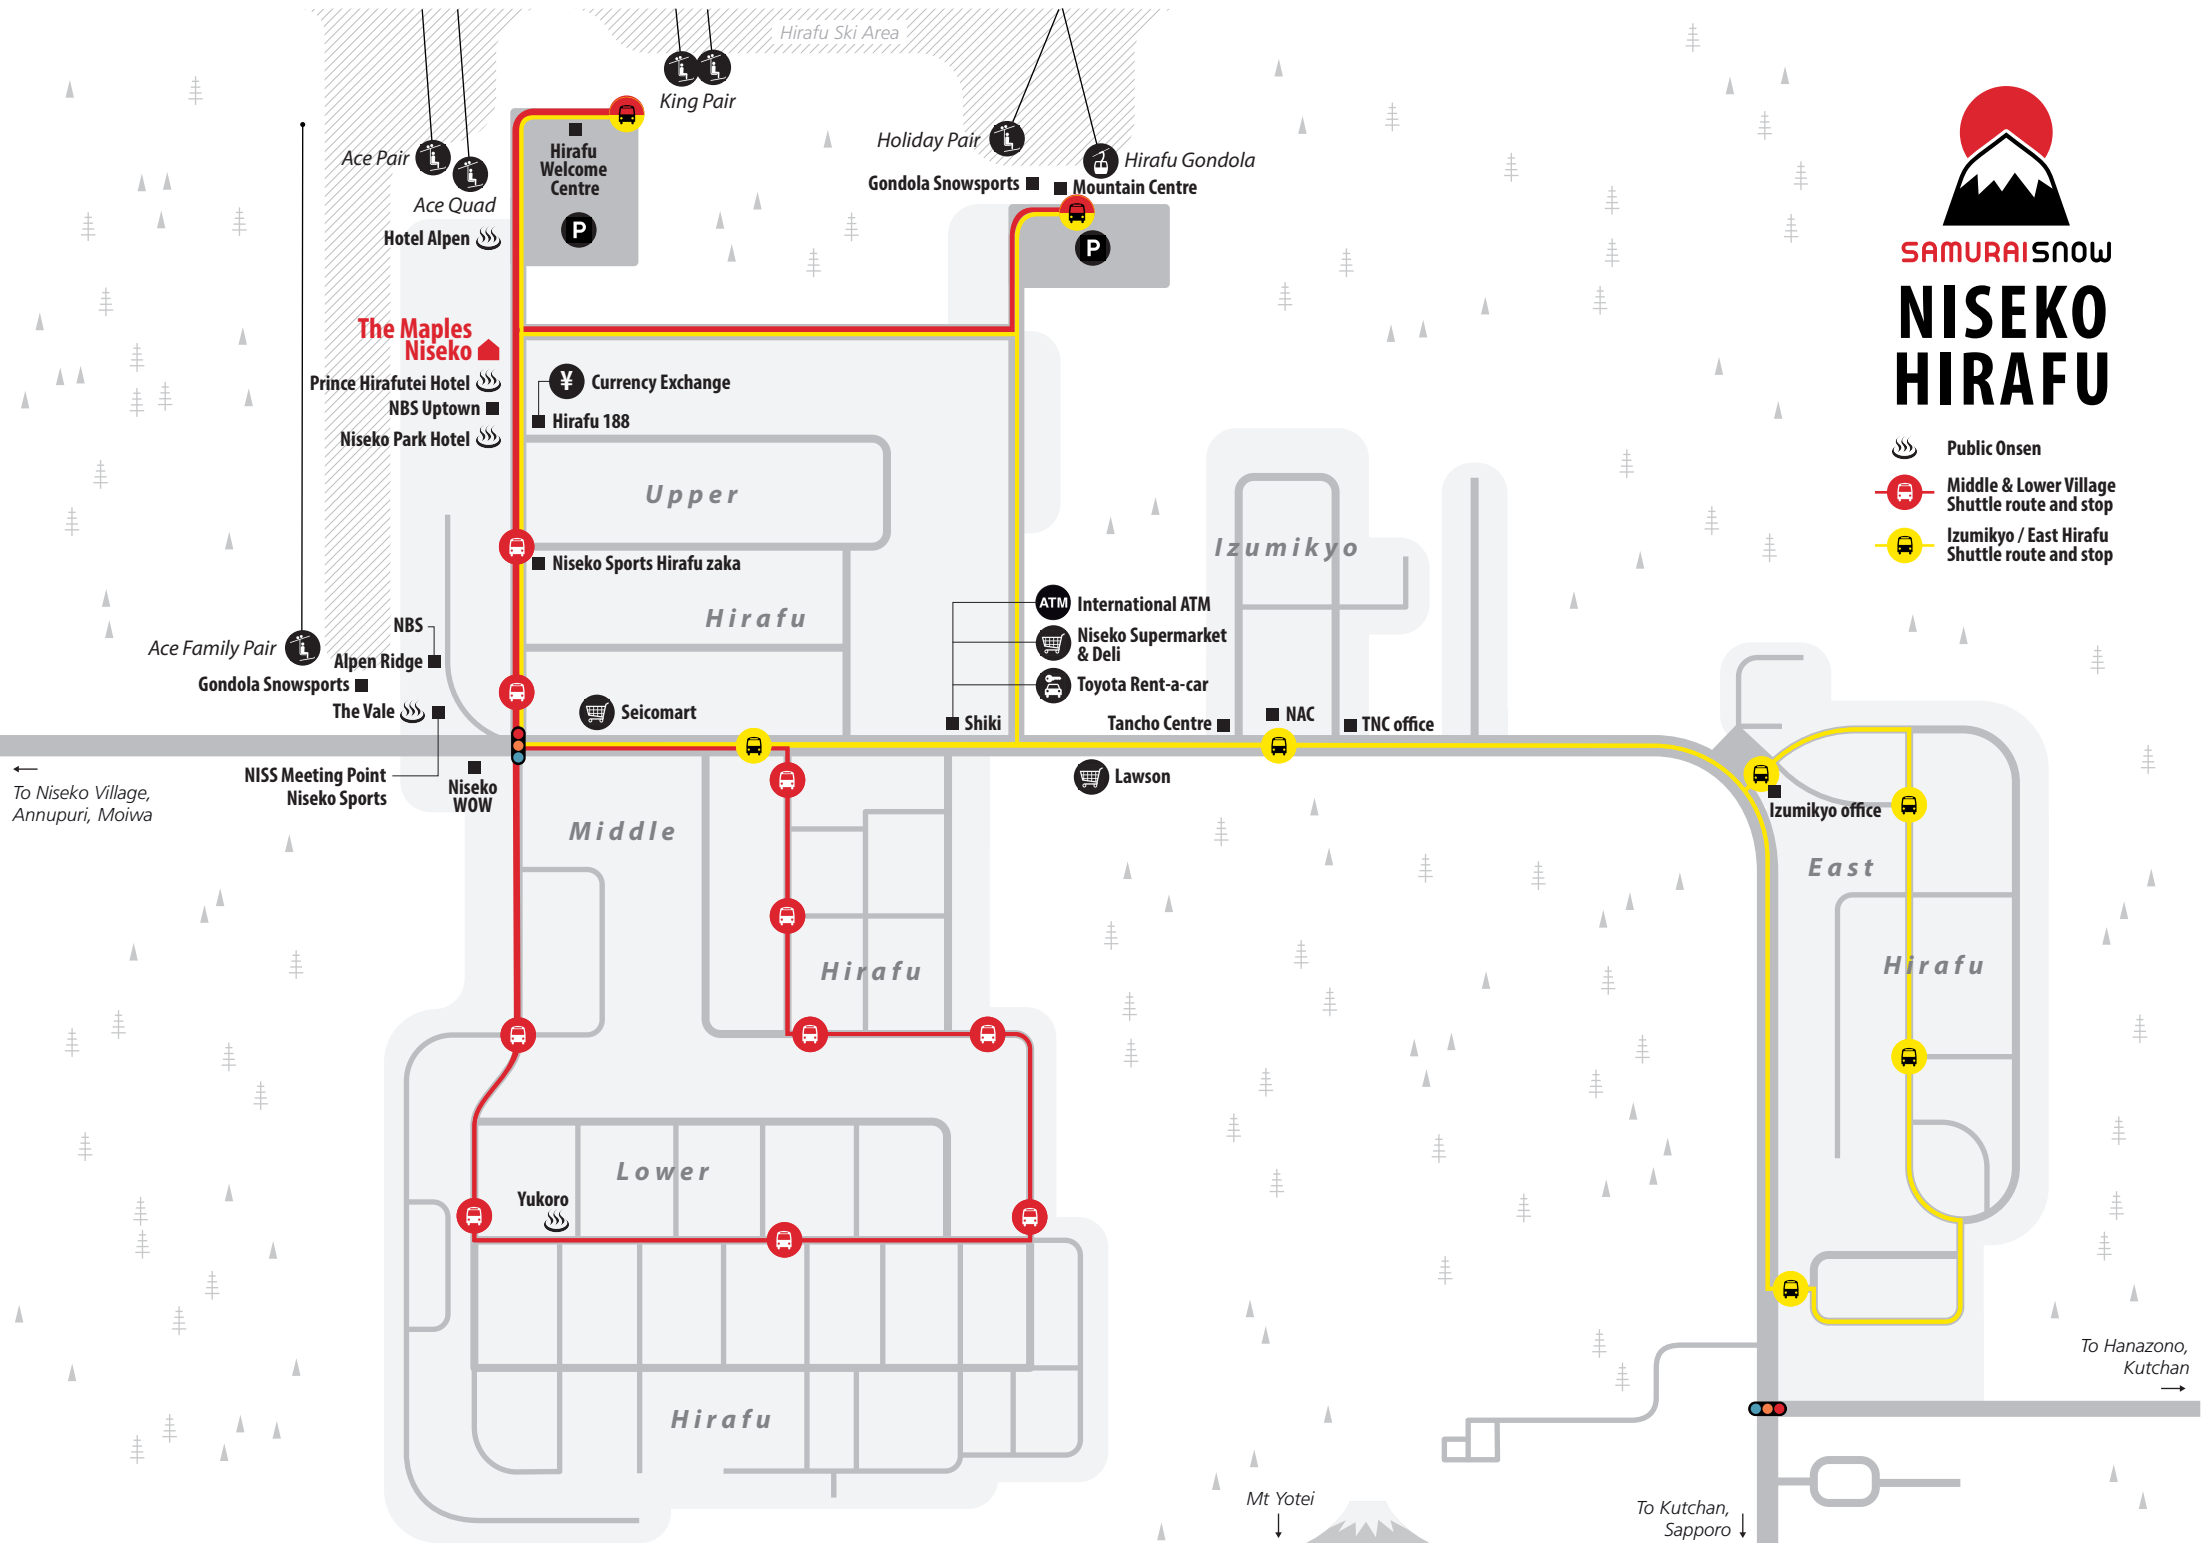 Hirafu Ski Area
King Pair
Ace Pair
Ace Quad
Hirafu
Welcome
Centre
P
Holiday Pair
Hirafu Gondola
Gondola Snowsports
Mountain Centre
P
Hotel Alpen
The Maples
Niseko
Prince Hirafutei Hotel
NBS Uptown
Niseko Park Hotel
¥
Currency Exchange
Hirafu 188
Upper
Niseko Sports Hirafu zaka
Hirafu
Izumikyo
ATM
International ATM
Niseko Supermarket
& Deli
Toyota Rent-a-car
NBS
Ace Family Pair
Alpen Ridge
Gondola Snowsports
The Vale
Seicomart
Shiki
Tancho Centre
NAC
TNC office
To Niseko Village,
Annupuri, Moiwa
NISS Meeting Point
Niseko Sports
Niseko
WOW
Lawson
Izumikyo office
Middle
Hirafu
East
Hirafu
Lower
Yukoro
Hirafu
To Hanazono,
Kutchan
Mt Yotei
To Kutchan,
Sapporo
SAMURAISNOW
NISEKO
HIRAFU
Public Onsen
Middle & Lower Village
Shuttle route and stop
Izumikyo / East Hirafu
Shuttle route and stop